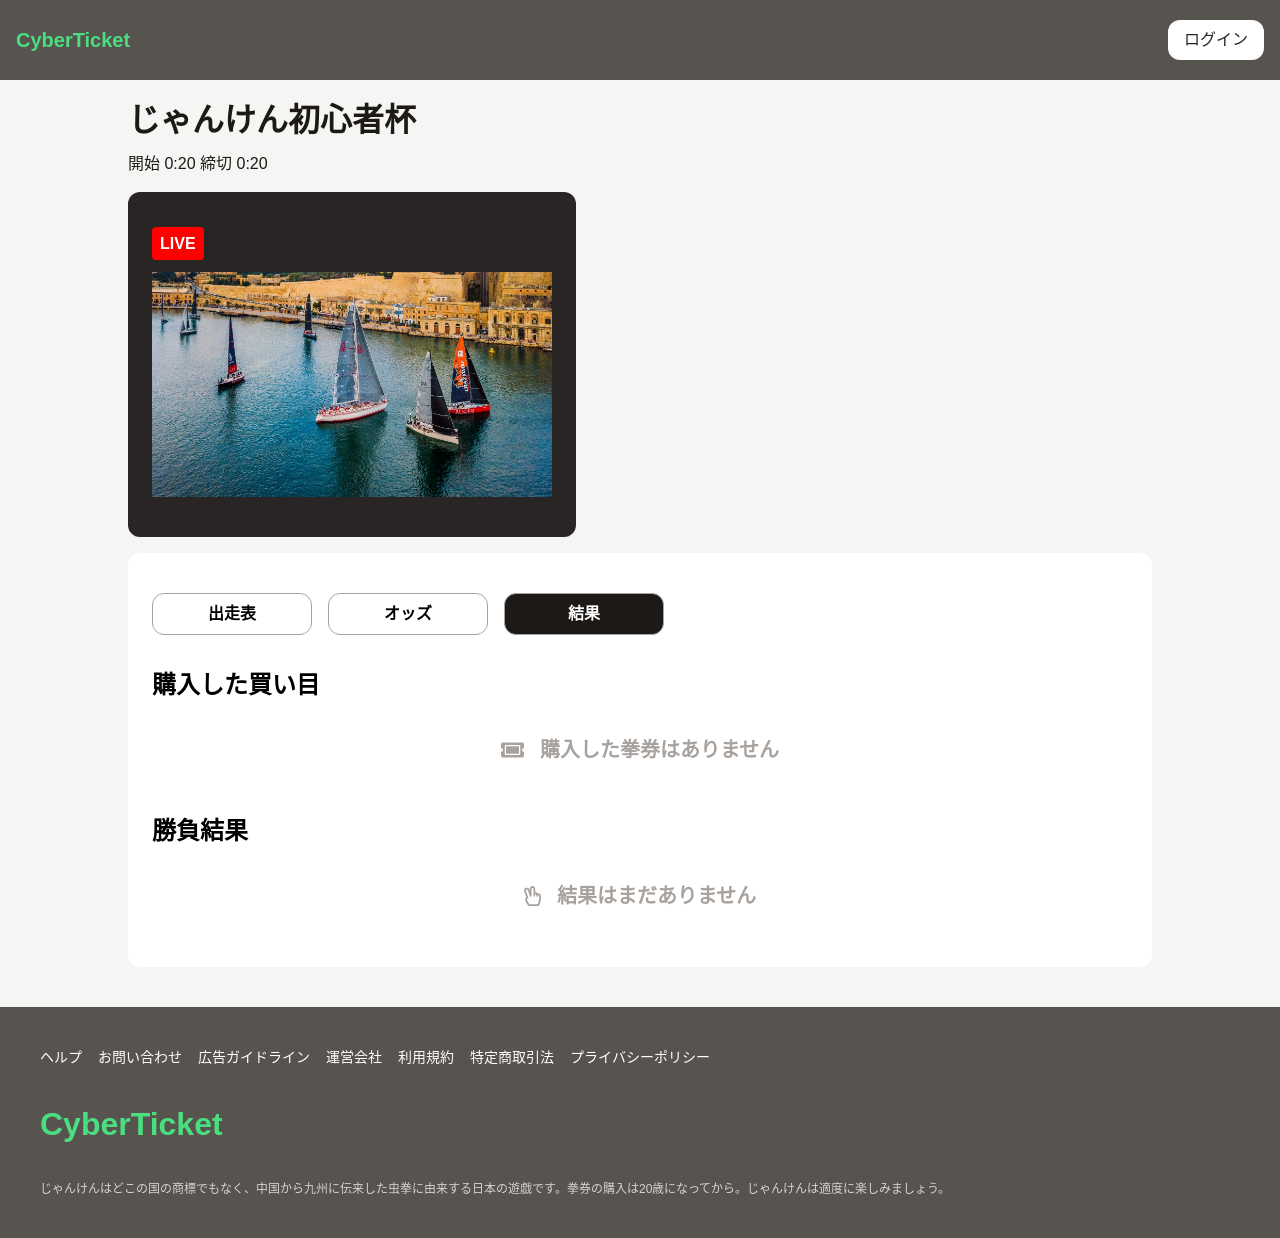 CyberTicket
ログイン
じゃんけん初心者杯
開始 0:20 締切 0:20
LIVE
出走表
オッズ
結果
購入した買い目
購入した拳券はありません
勝負結果
結果はまだありません
ヘルプ お問い合わせ 広告ガイドライン 運営会社 利用規約 特定商取引法 プライバシーポリシー
CyberTicket
じゃんけんはどこの国の商標でもなく、中国から九州に伝来した虫拳に由来する日本の遊戯です。拳券の購入は20歳になってから。じゃんけんは適度に楽しみましょう。